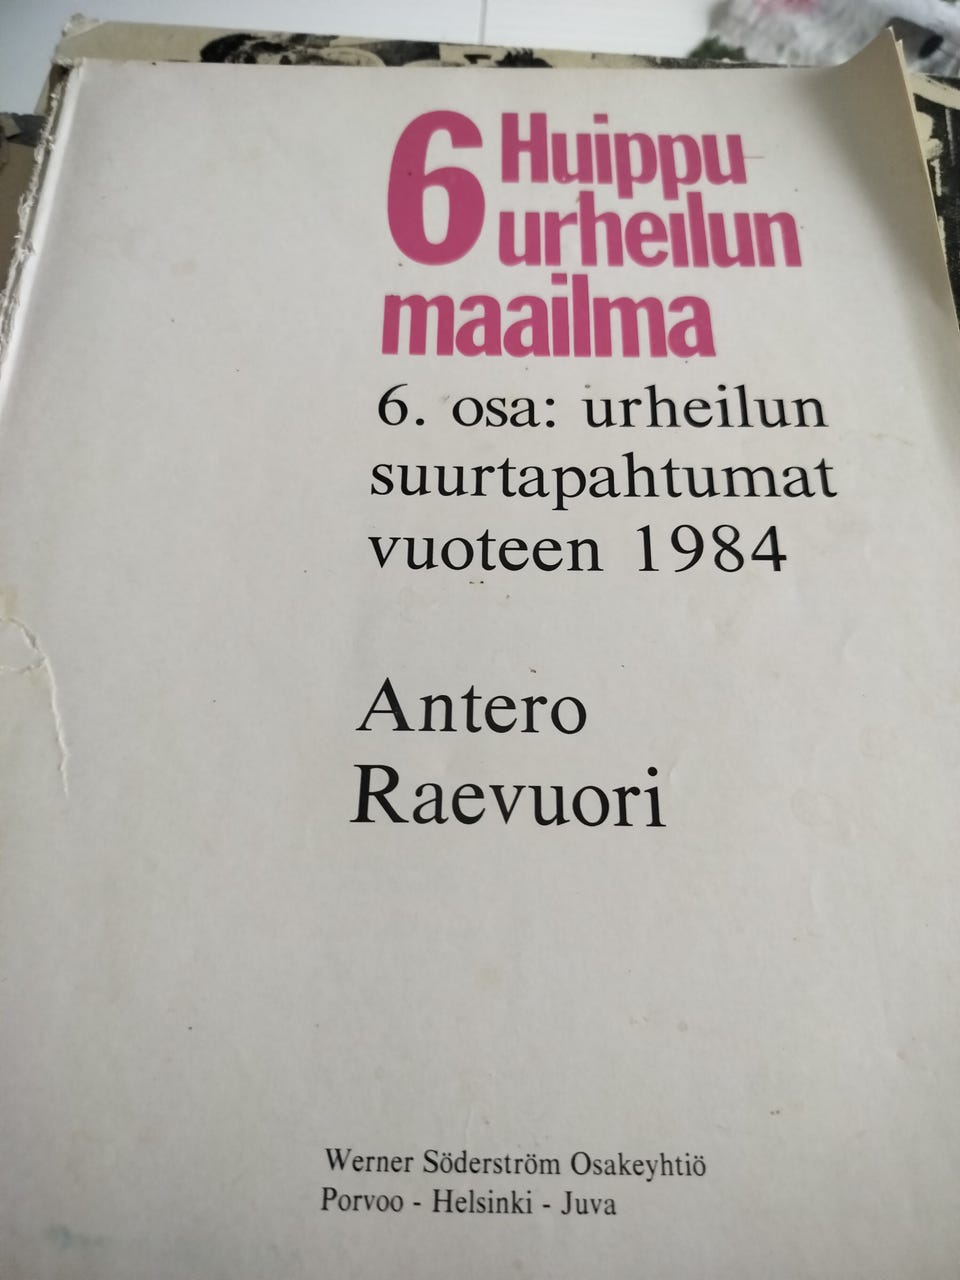 6 Huippu
urheilun
maailma
6. osa: urheilun
suurtapahtumat
vuoteen 1984
Antero
Raevuori
Werner Söderström Osakeyhtiö
Porvoo - Helsinki - Juva